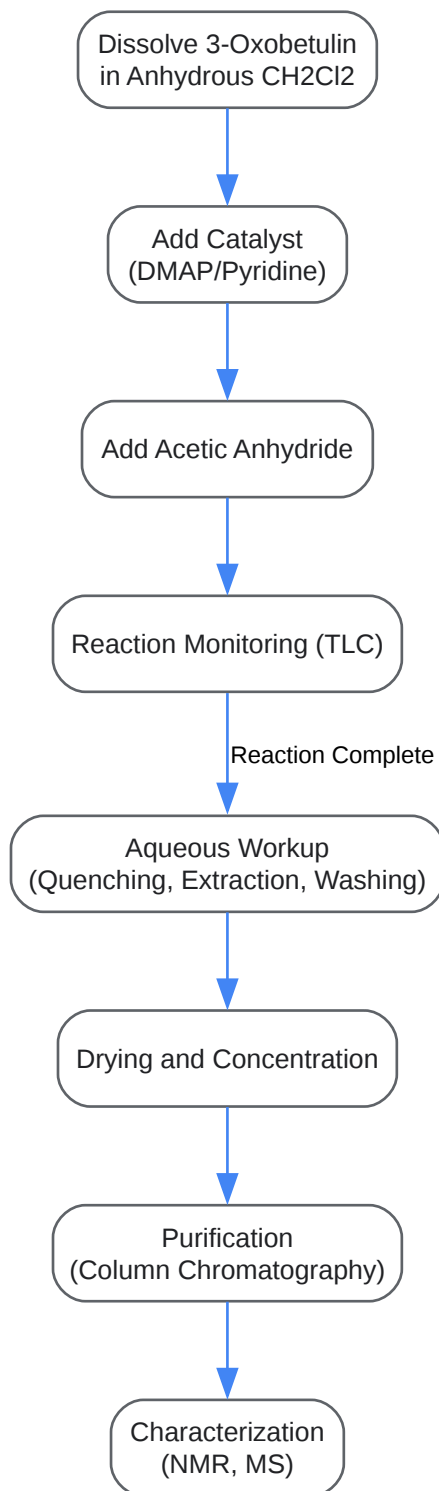 Dissolve 3-Oxobetulin
in Anhydrous CH2Cl2
Add Catalyst
(DMAP/Pyridine)
Add Acetic Anhydride
Reaction Monitoring (TLC)
Reaction Complete
Aqueous Workup
(Quenching, Extraction, Washing)
Drying and Concentration
Purification
(Column Chromatography)
Characterization
(NMR, MS)